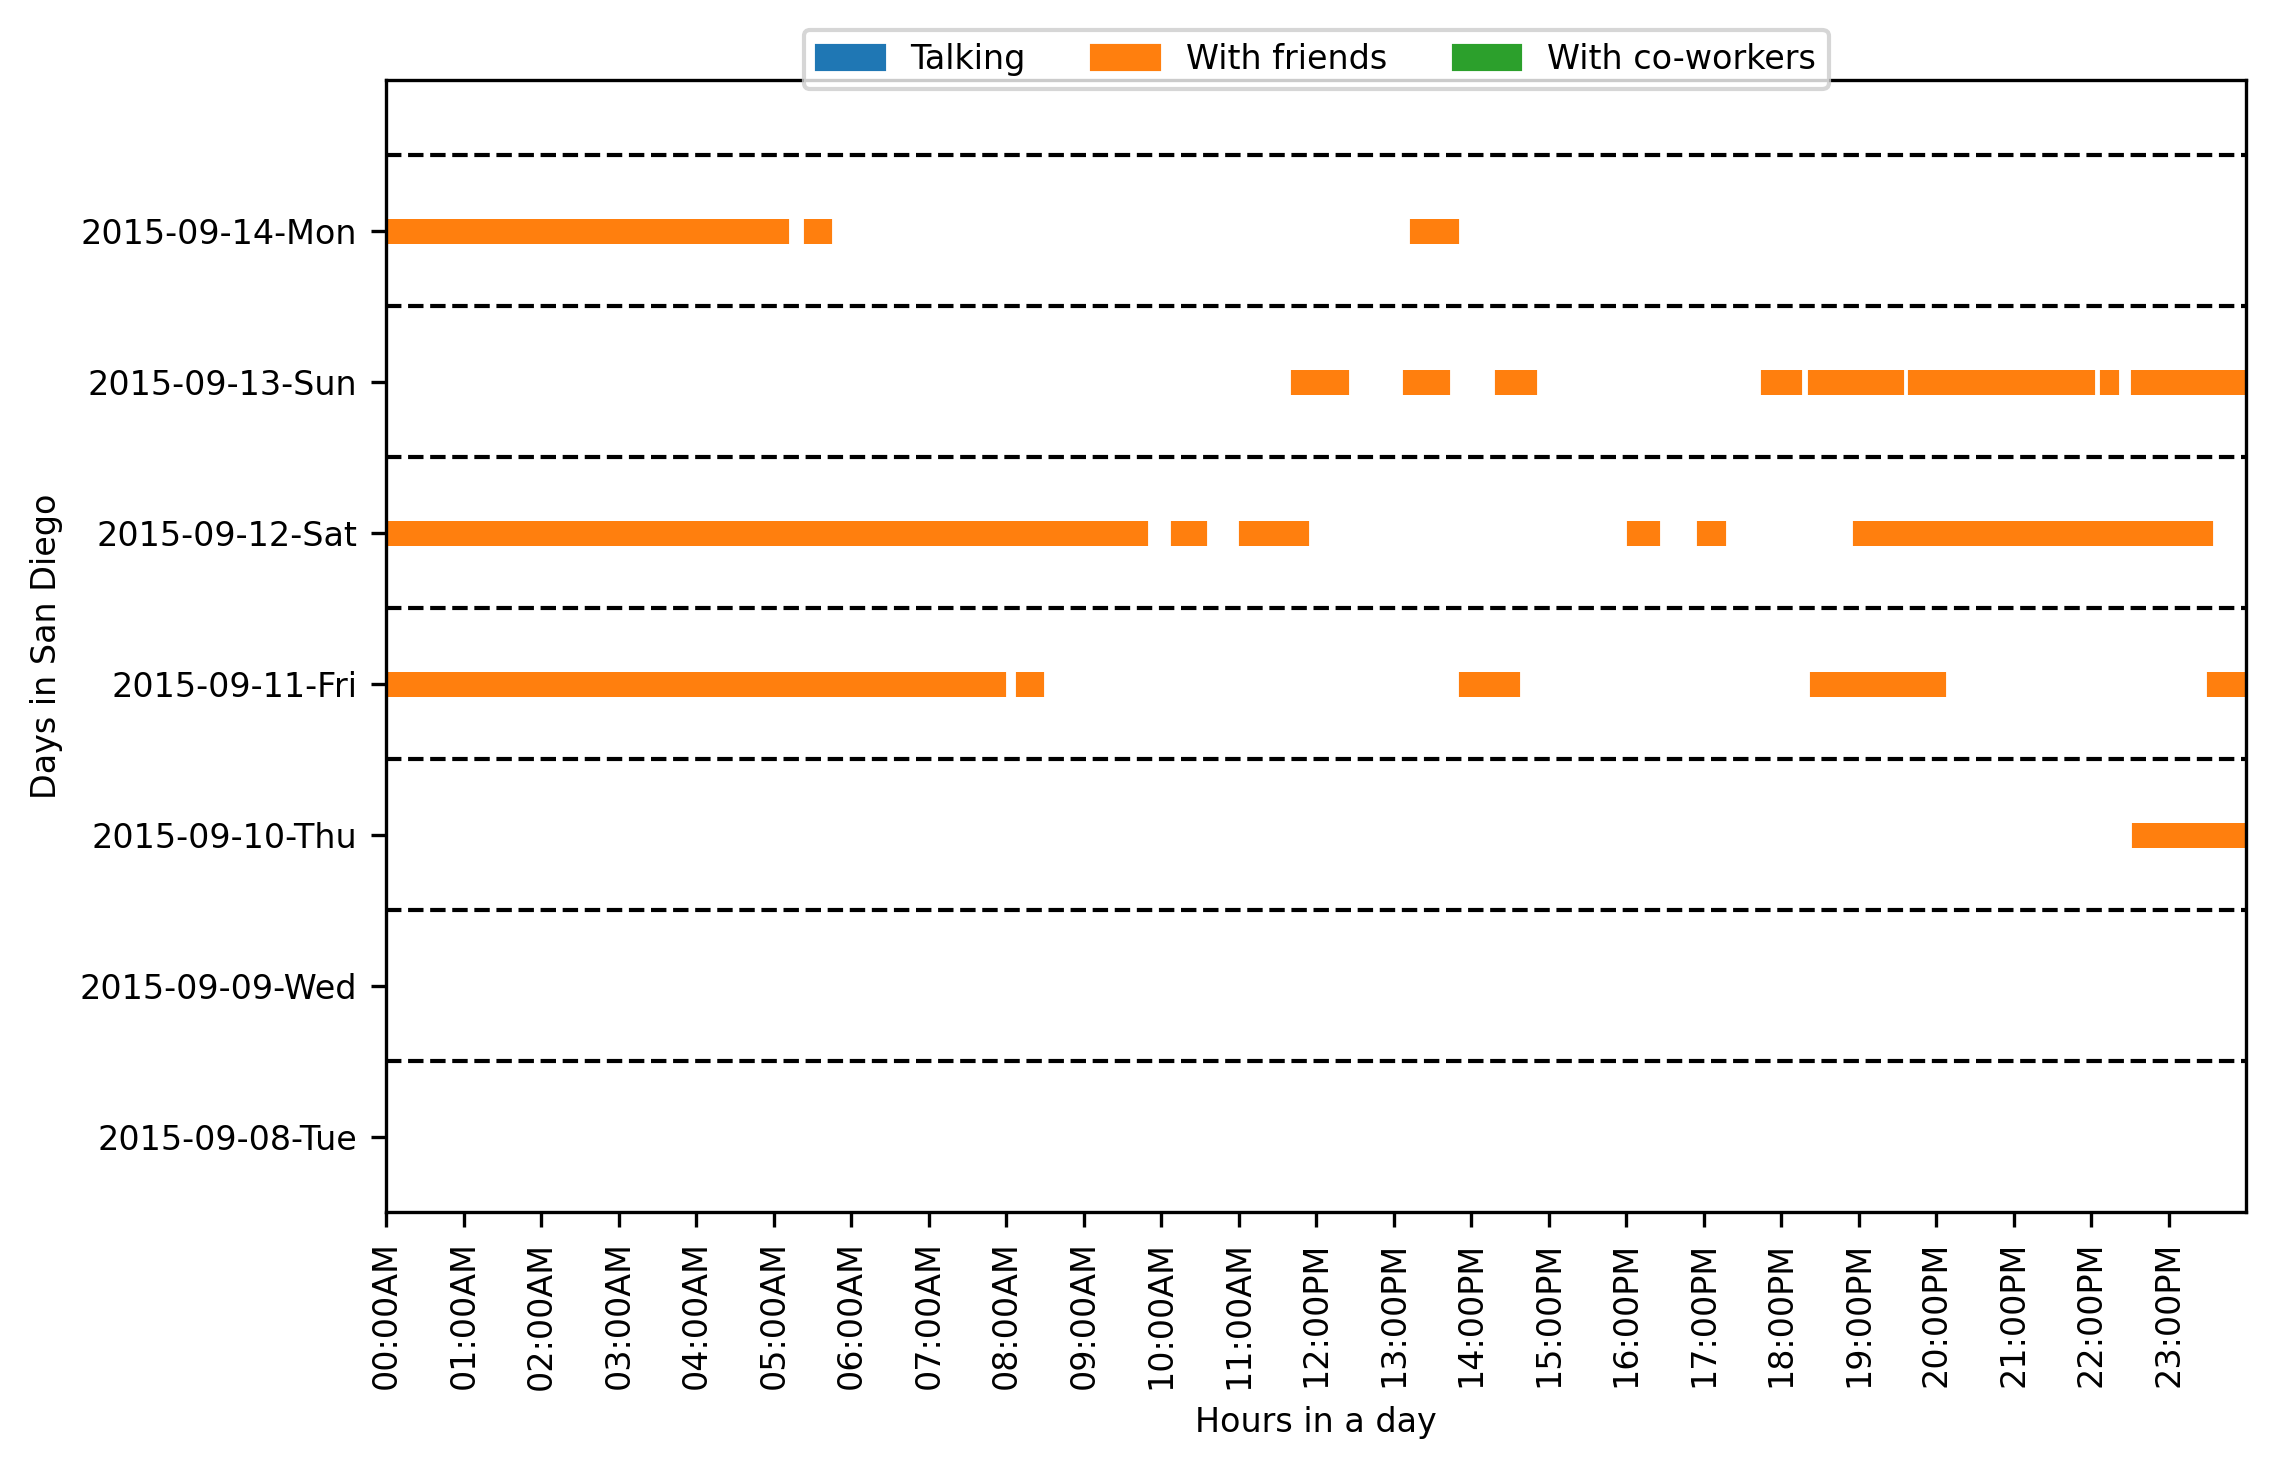 Talking With friends With co-workers
2015-09-14-Mon
2015-09-13-Sun
2015-09-12-Sat
2015-09-11-Fri
2015-09-10-Thu
2015-09-09-Wed
2015-09-08-Tue
Days in San Diego
00:00AM
01:00AM
02:00AM
03:00AM
04:00AM
05:00AM
06:00AM
07:00AM
08:00AM
09:00AM
10:00AM
11:00AM
12:00PM
13:00PM
14:00PM
15:00PM
16:00PM
17:00PM
18:00PM
19:00PM
20:00PM
21:00PM
22:00PM
23:00PM
Hours in a day